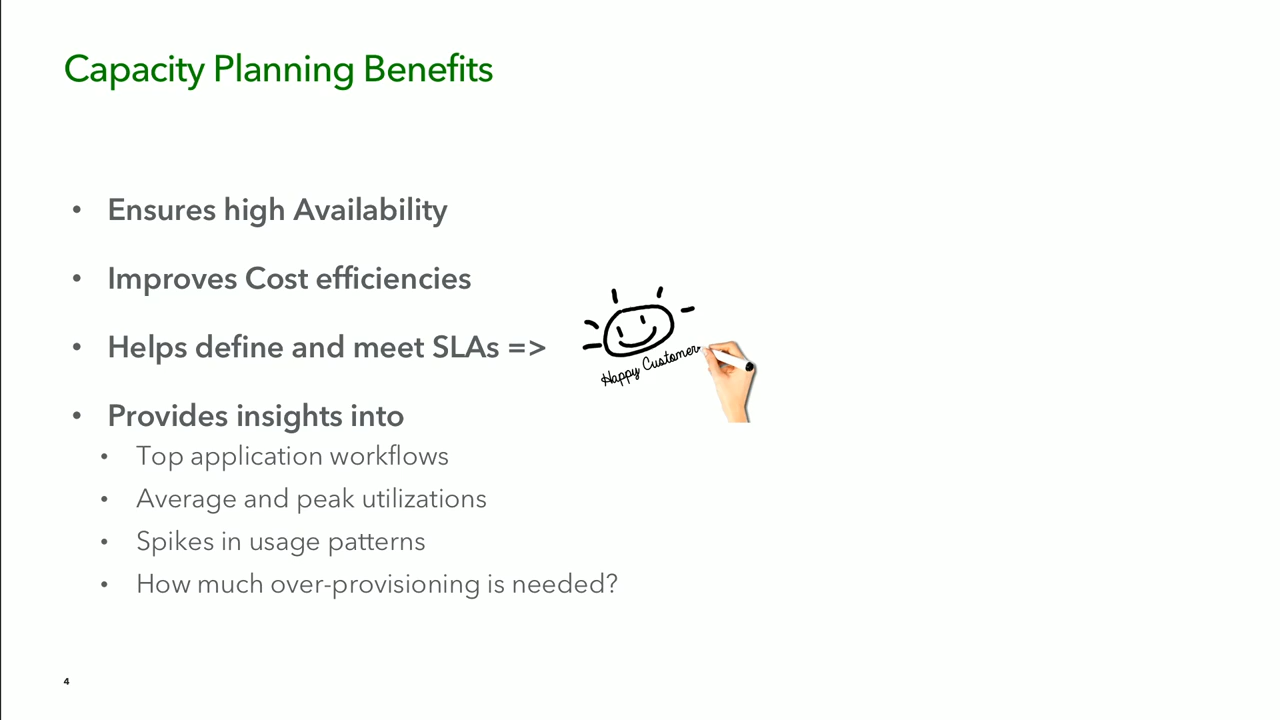 Capacity Planning Benefits
• Ensures high Availability
• Improves Cost efficiencies
• Helps define and meet SLAs =>
Happy Customer
• Provides insights into
• Top application workflows
• Average and peak utilizations
• Spikes in usage patterns
• How much over-provisioning is needed?
4